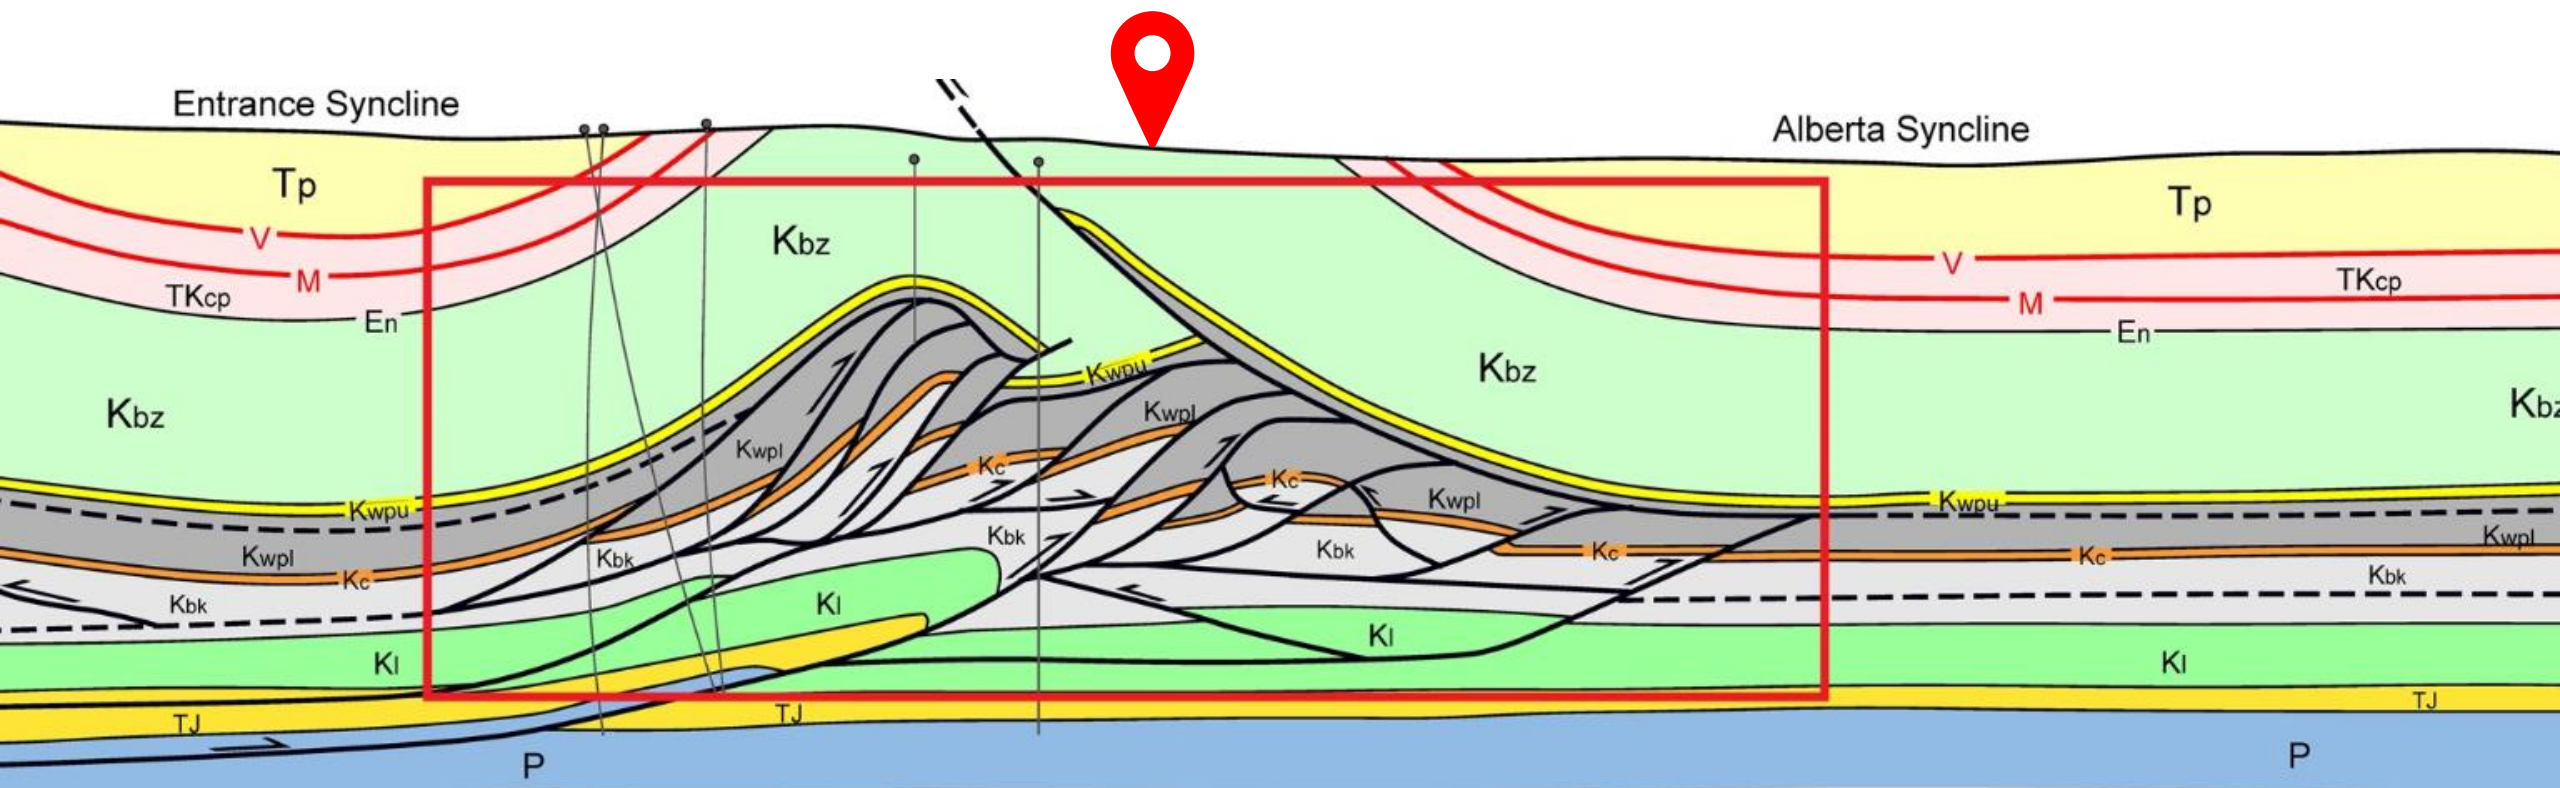 Entrance Syncline
Alberta Syncline
Tp
Tp
V
V
M
M
TKcp
TKcp
En
En
Kbz
Kbz
Kbz
Kbz
Kwpu
Kwpu
Kwpu
Kwpl
Kwpl
Kwpl
Kwpl
Kwpl
Kc
Kc
Kc
Kc
Kc
Kbk
Kbk
Kbk
Kbk
Kbk
Kl
Kl
Kl
Kl
TJ
TJ
TJ
P
P